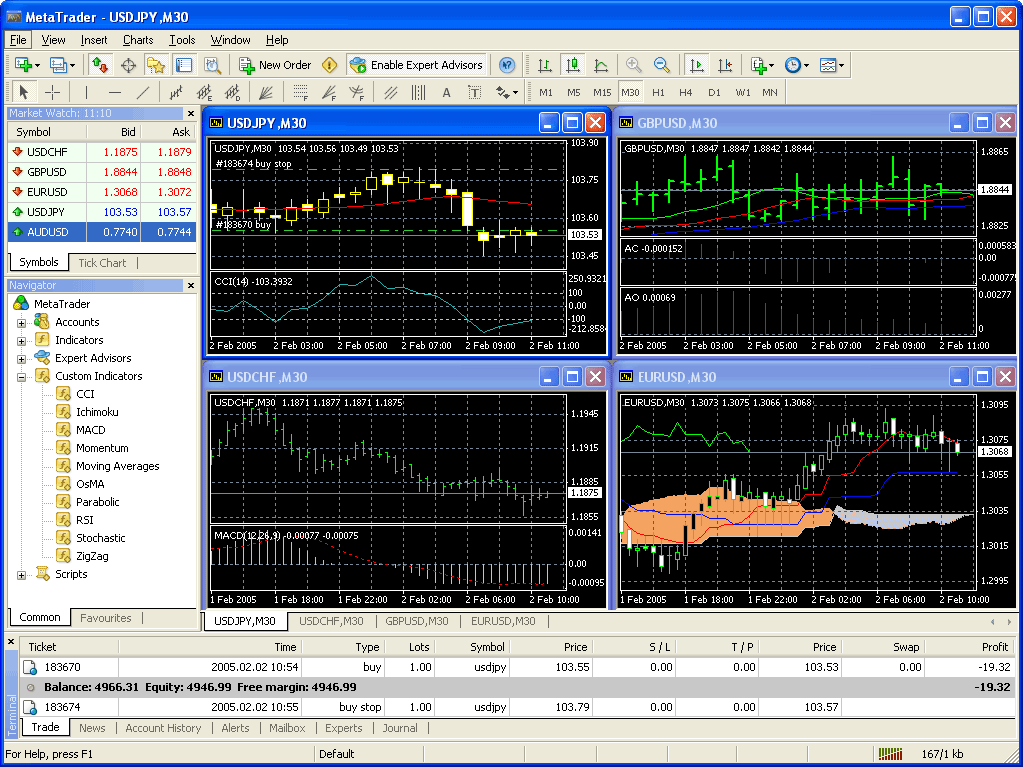 MetaTrader - USDJPY,M30
File View Insert Charts Tools Window Help
New Order Enable Expert Advisors
A T M1 M5 M15 M30 H1 H4 D1 W1 MN
Market Watch: 11:10
Symbol Bid Ask
USDCHF 1.1875 1.1879
GBPUSD 1.8844 1.8848
EURUSD 1.3068 1.3072
USDJPY 103.53 103.57
AUDUSD 0.7740 0.7744
Symbols Tick Chart
Navigator
MetaTrader
Accounts
Indicators
Expert Advisors
Custom Indicators
CCI
Ichimoku
MACD
Momentum
Moving Averages
OsMA
Parabolic
RSI
Stochastic
ZigZag
Scripts
Common Favourites
USDJPY,M30
USDJPY,M30 103.54 103.56 103.49 103.53
#183674 buy stop
#183670 buy
103.90
103.75
103.60
103.53
103.45
CCI(14) -103.3932
250.9321
100
0.00
-100
-212.858
2 Feb 2005 2 Feb 03:00 2 Feb 05:00 2 Feb 07:00 2 Feb 09:00 2 Feb 11:00
GBPUSD,M30
GBPUSD,M30 1.8847 1.8847 1.8842 1.8844
1.8865
1.8844
1.8825
AC -0.000152
0.000583
0.00
-0.000775
AO 0.00069
0.00277
0
2 Feb 2005 2 Feb 03:00 2 Feb 05:00 2 Feb 07:00 2 Feb 09:00 2 Feb 11:00
USDCHF,M30
USDCHF,M30 1.1871 1.1877 1.1871 1.1875
1.1945
1.1915
1.1885
1.1875
1.1855
MACD(12,26,9) -0.00077 -0.00075
0.00141
0.00
-0.00095
1 Feb 2005 1 Feb 18:00 1 Feb 22:00 2 Feb 02:00 2 Feb 06:00 2 Feb 10:00
EURUSD,M30
EURUSD,M30 1.3073 1.3075 1.3066 1.3068
1.3095
1.3075
1.3068
1.3055
1.3035
1.3015
1.2995
1 Feb 2005 1 Feb 18:00 1 Feb 22:00 2 Feb 02:00 2 Feb 06:00 2 Feb 10:00
USDJPY,M30 USDCHF,M30 GBPUSD,M30 EURUSD,M30
Terminal
Ticket Time Type Lots Symbol Price S / L T / P Price Swap Profit
183670 2005.02.02 10:54 buy 1.00 usdjpy 103.55 0.00 0.00 103.53 0.00 -19.32
Balance: 4966.31 Equity: 4946.99 Free margin: 4946.99 -19.32
183674 2005.02.02 10:55 buy stop 1.00 usdjpy 103.79 0.00 0.00 103.57
Trade News Account History Alerts Mailbox Experts Journal
For Help, press F1 Default 167/1 kb